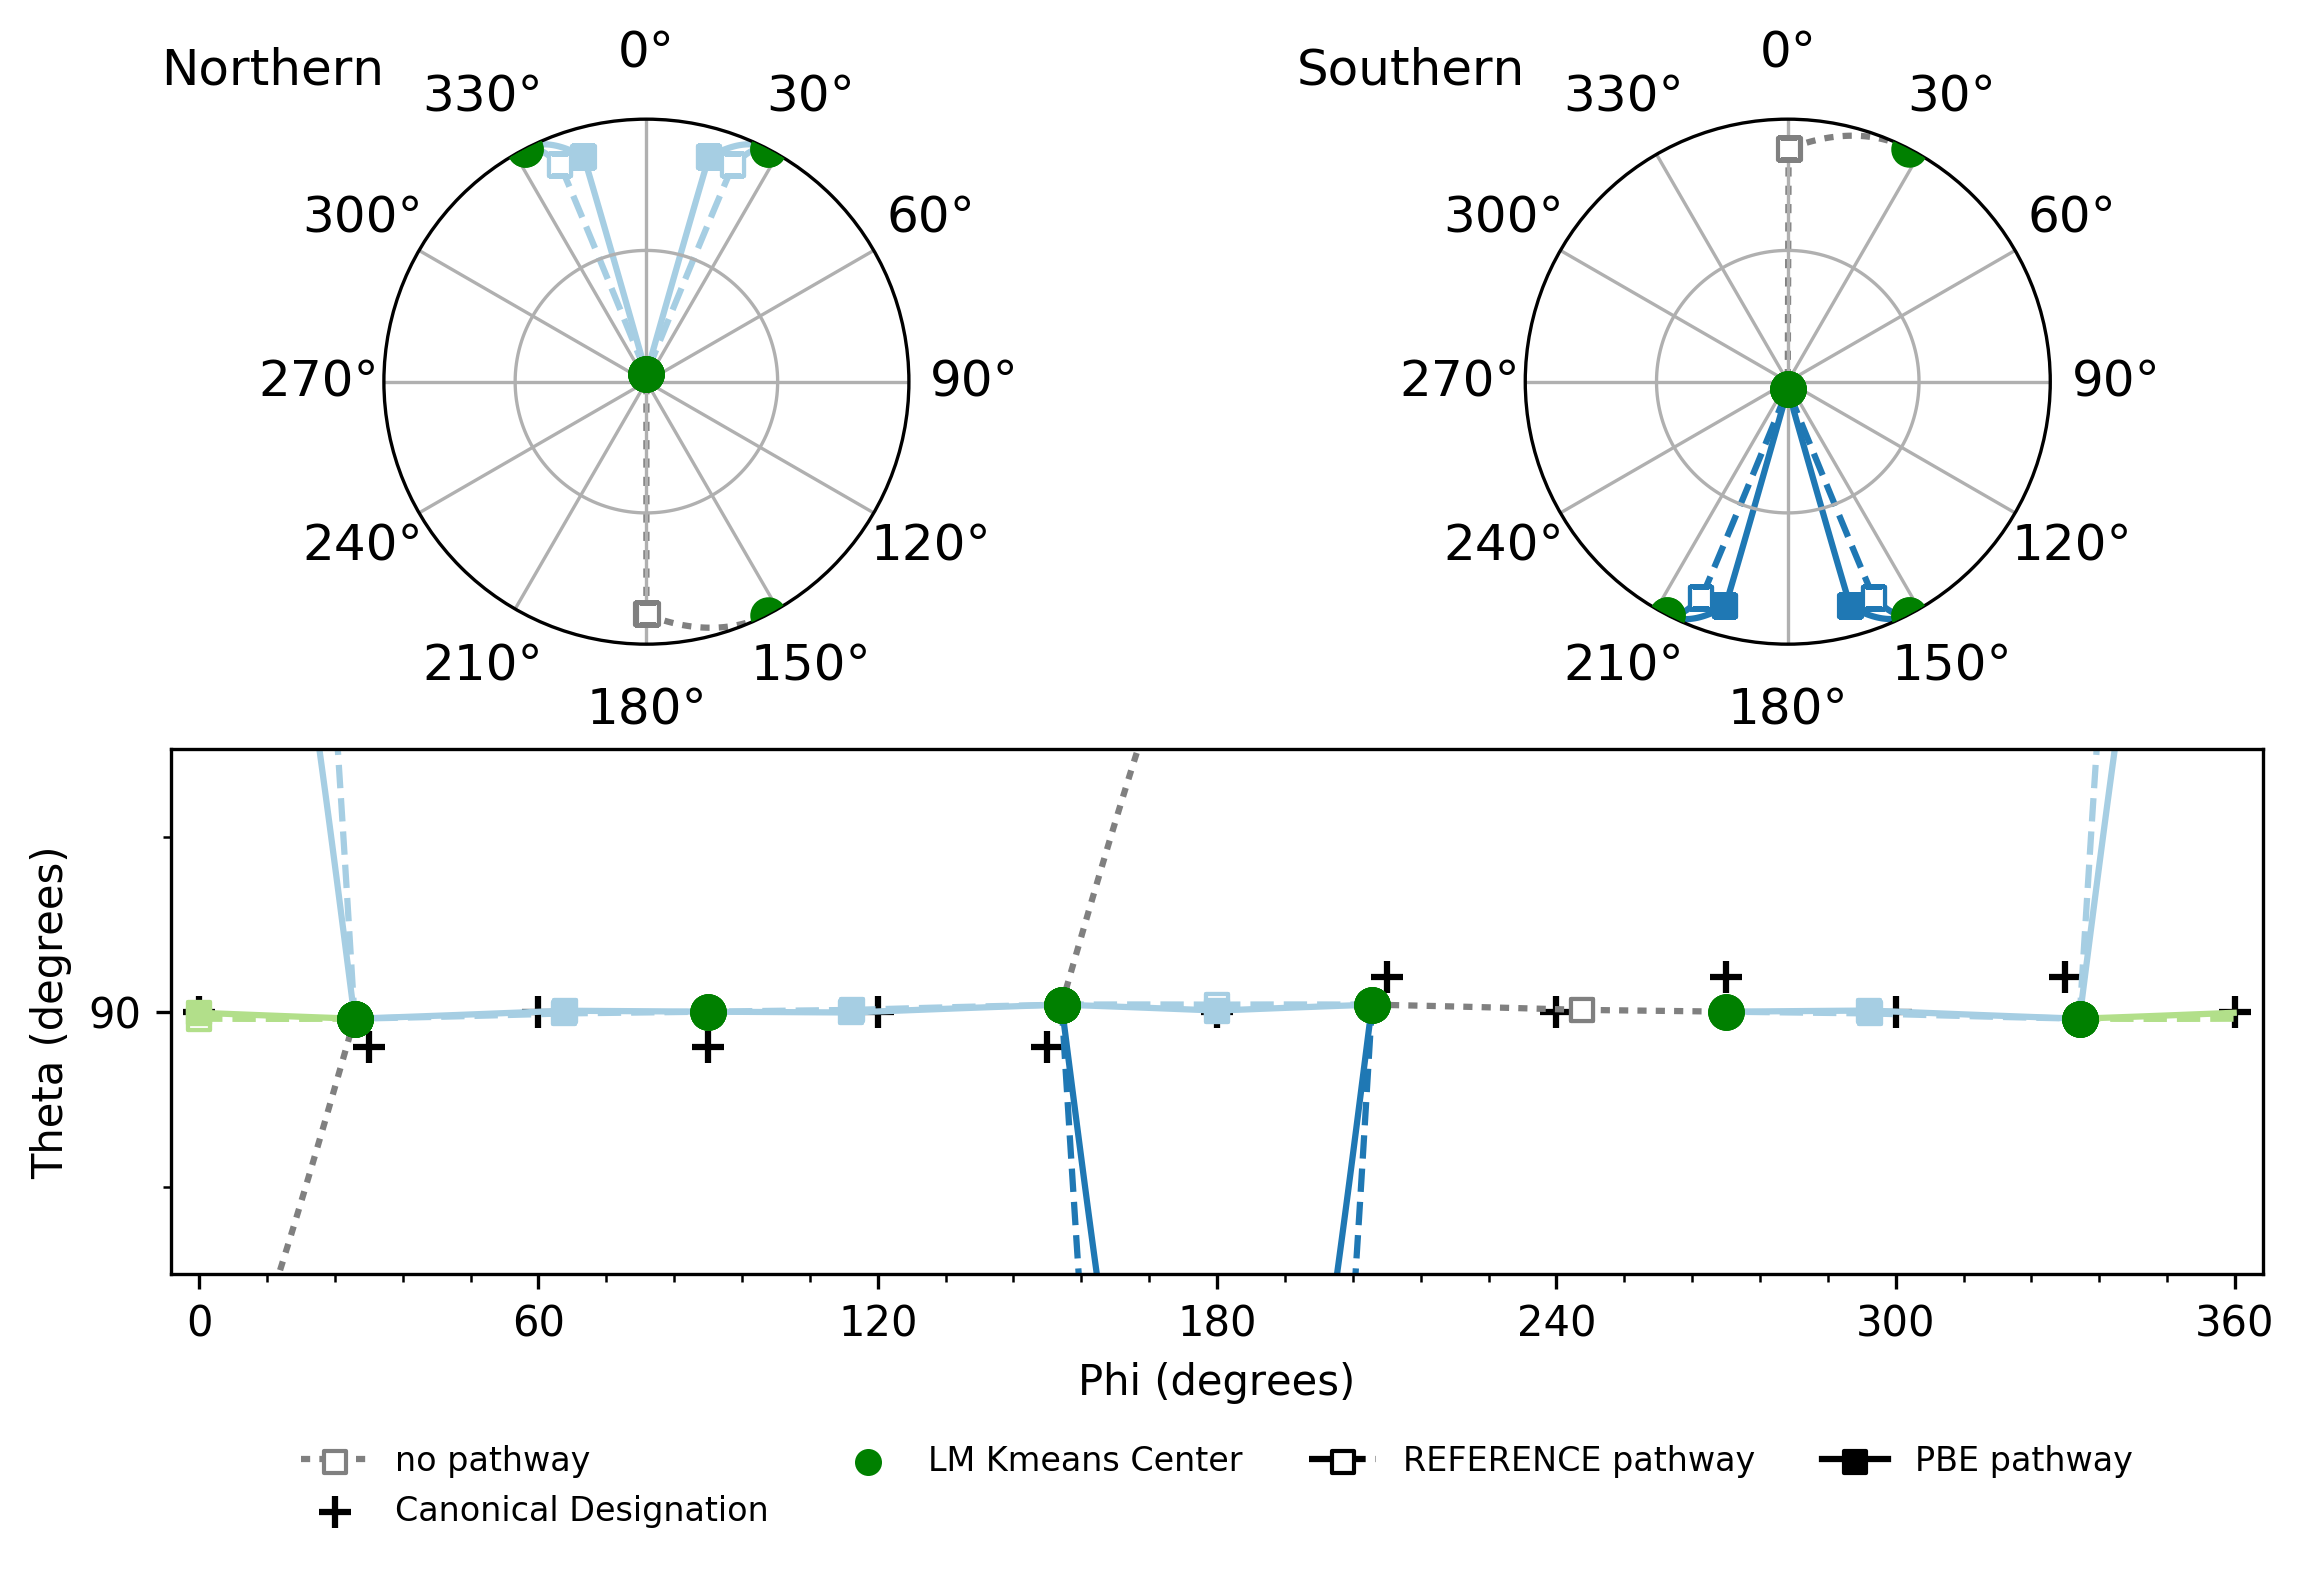 Northern
0°
330°
30°
300°
60°
270°
90°
240°
120°
210°
150°
180°
Southern
0°
330°
30°
300°
60°
270°
90°
240°
120°
210°
150°
180°
Theta (degrees)
90
0 60 120 180 240 300 360
Phi (degrees)
no pathway
Canonical Designation
LM Kmeans Center
REFERENCE pathway
PBE pathway